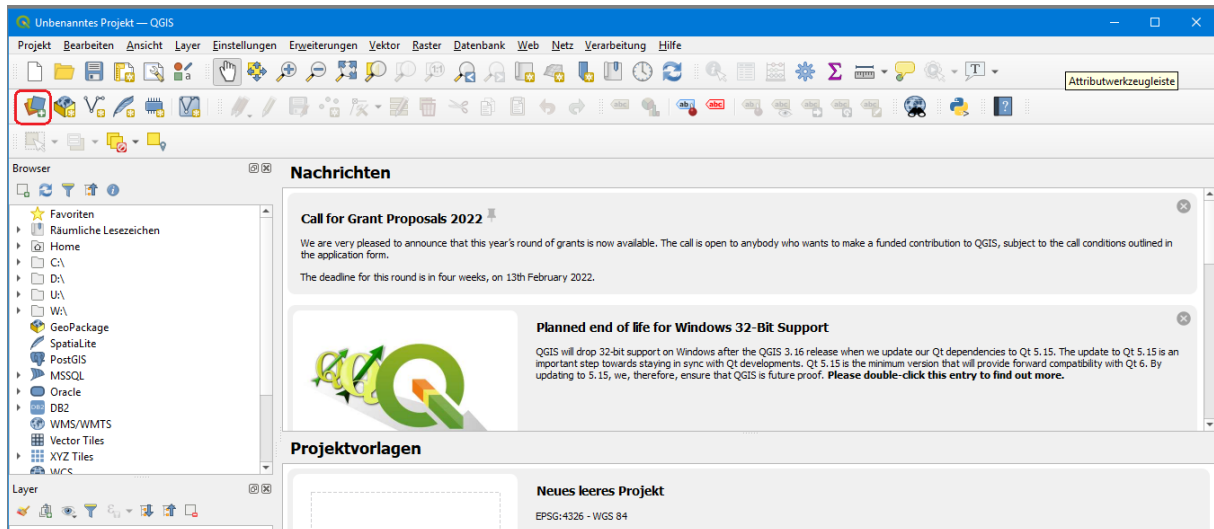 Unbenanntes Projekt — QGIS
Projekt Bearbeiten Ansicht Layer Einstellungen Erweiterungen Vektor Raster Datenbank Web Netz Verarbeitung Hilfe
Attributwerkzeugleiste
Browser
Nachrichten
Favoriten
Räumliche Lesezeichen
Home
C:\
D:\
U:\
W:\
GeoPackage
SpatiaLite
PostGIS
MSSQL
Oracle
DB2
WMS/WMTS
Vector Tiles
XYZ Tiles
WCS
Call for Grant Proposals 2022
We are very pleased to announce that this year's round of grants is now available. The call is open to anybody who wants to make a funded contribution to QGIS, subject to the call conditions outlined in
the application form.
The deadline for this round is in four weeks, on 13th February 2022.
Planned end of life for Windows 32-Bit Support
QGIS will drop 32-bit support on Windows after the QGIS 3.16 release when we update our Qt dependencies to Qt 5.15. The update to Qt 5.15 is an
important step towards staying in sync with Qt developments. Qt 5.15 is the minimum version that will provide forward compatbility with Qt 6. By
updating to 5.15, we, therefore, ensure that QGIS is future proof. Please double-click this entry to find out more.
Projektvorlagen
Layer
Neues leeres Projekt
EPSG:4326 - WGS 84